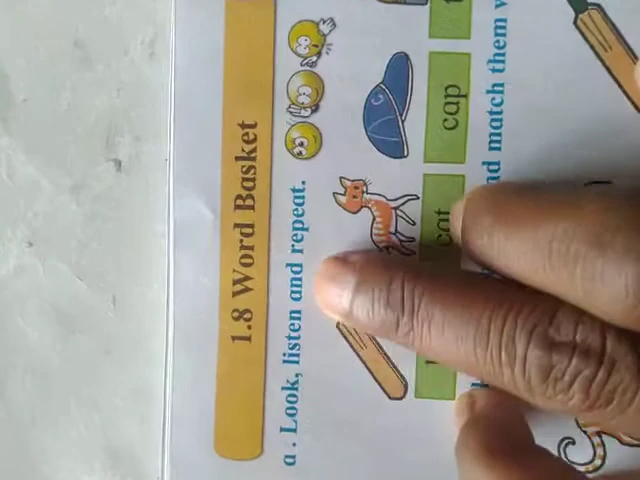 1.8 Word Basket
a . Look, listen and repeat.
cat cap
nd match them